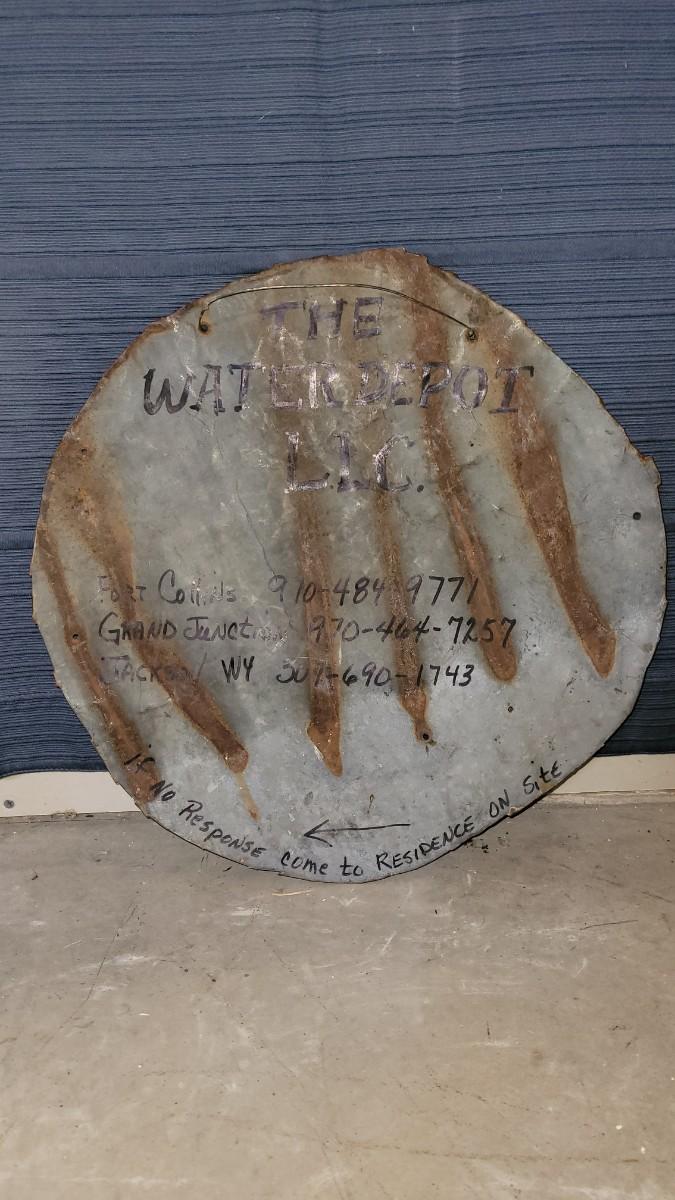 THE
WATER DEPOT
LLC.
Fort Collins 970-484-9771
Grand Junction 970-464-7257
Jackson WY 307-690-1743
if No Response come to Residence on Site